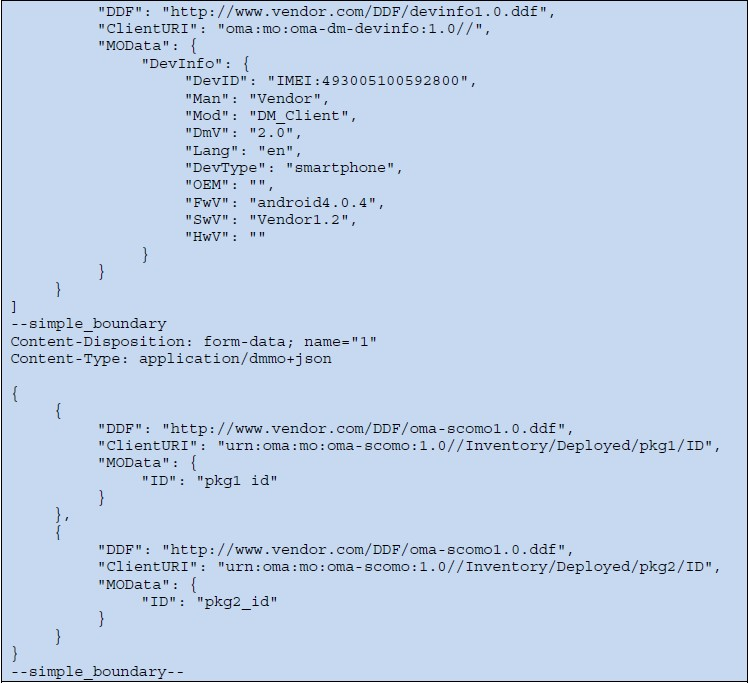 "DDF": "http://www.vendor.com/DDF/devinfo1.0.ddf",
"ClientURI": "oma:mo:oma-dm-devinfo:1.0//",
"MOData": {
"DevInfo": {
"DevID": "IMEI:493005100592800",
"Man": "Vendor",
"Mod": "DM_Client",
"DmV": "2.0",
"Lang": "en",
"DevType": "smartphone",
"OEM": "",
"FwV": "android4.0.4",
"SwV": "Vendor1.2",
"HwV": ""
}
}
}
]
--simple_boundary
Content-Disposition: form-data; name="1"
Content-Type: application/dmmo+json
{
{
"DDF": "http://www.vendor.com/DDF/oma-scomo1.0.ddf",
"ClientURI": "urn:oma:mo:oma-scomo:1.0//Inventory/Deployed/pkg1/ID",
"MOData": {
"ID": "pkg1 id"
}
},
{
"DDF": "http://www.vendor.com/DDF/oma-scomo1.0.ddf",
"ClientURI": "urn:oma:mo:oma-scomo:1.0//Inventory/Deployed/pkg2/ID",
"MOData": {
"ID": "pkg2_id"
}
}
}
--simple_boundary--